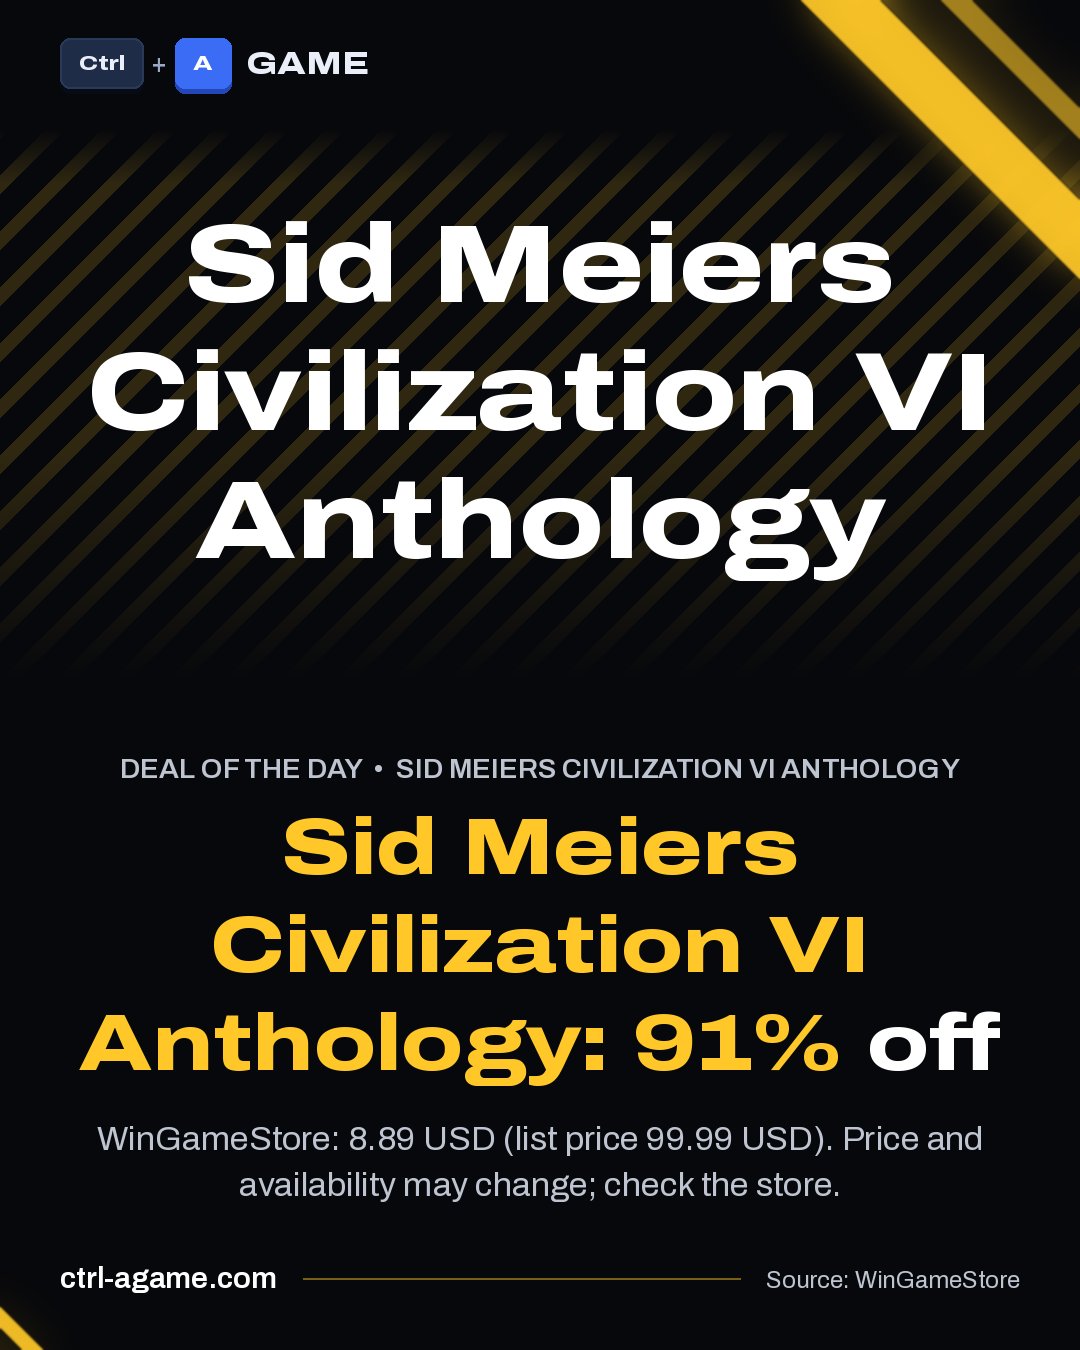 Ctrl + A GAME
Sid Meiers
Civilization VI
Anthology
DEAL OF THE DAY • SID MEIERS CIVILIZATION VI ANTHOLOGY
Sid Meiers
Civilization VI
Anthology: 91% off
WinGameStore: 8.89 USD (list price 99.99 USD). Price and
availability may change; check the store.
ctrl-agame.com
Source: WinGameStore